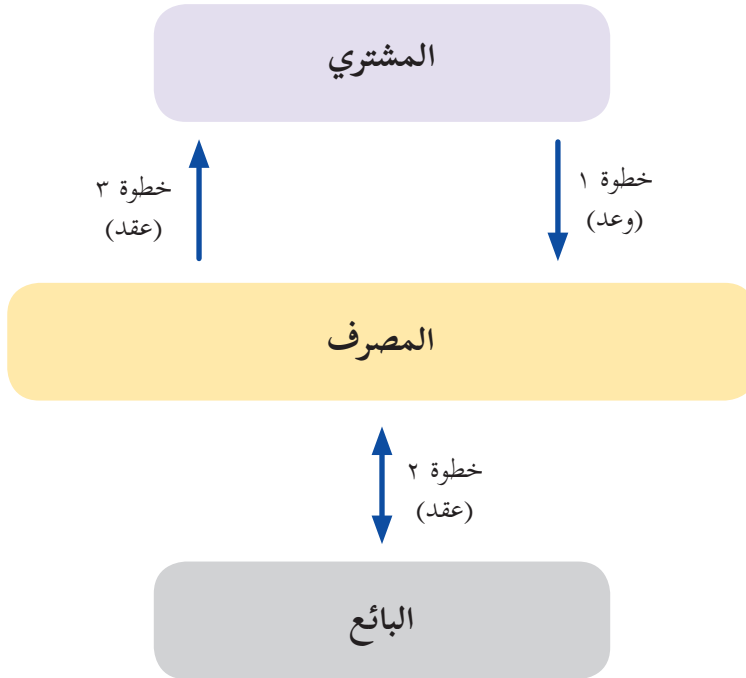 المشتري
خطوة ١
(وعد)
خطوة ٣
(عقد)
المصرف
خطوة ٢
(عقد)
البائع